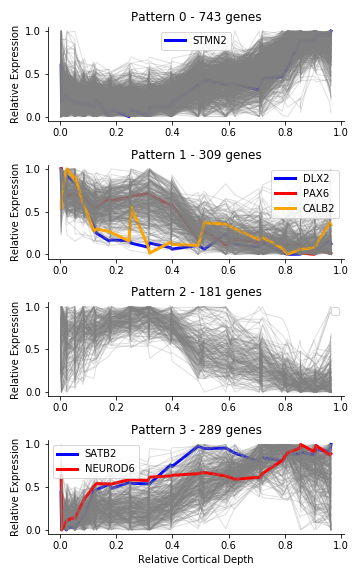 Pattern 0 - 743 genes
Relative Expression
1.0
0.5
0.0
STMN2
0.0 0.2 0.4 0.6 0.8 1.0
Pattern 1 - 309 genes
Relative Expression
1.0
0.5
0.0
DLX2
PAX6
CALB2
0.0 0.2 0.4 0.6 0.8 1.0
Pattern 2 - 181 genes
Relative Expression
1.0
0.5
0.0
0.0 0.2 0.4 0.6 0.8 1.0
Pattern 3 - 289 genes
Relative Expression
1.0
0.5
0.0
SATB2
NEUROD6
0.0 0.2 0.4 0.6 0.8 1.0
Relative Cortical Depth